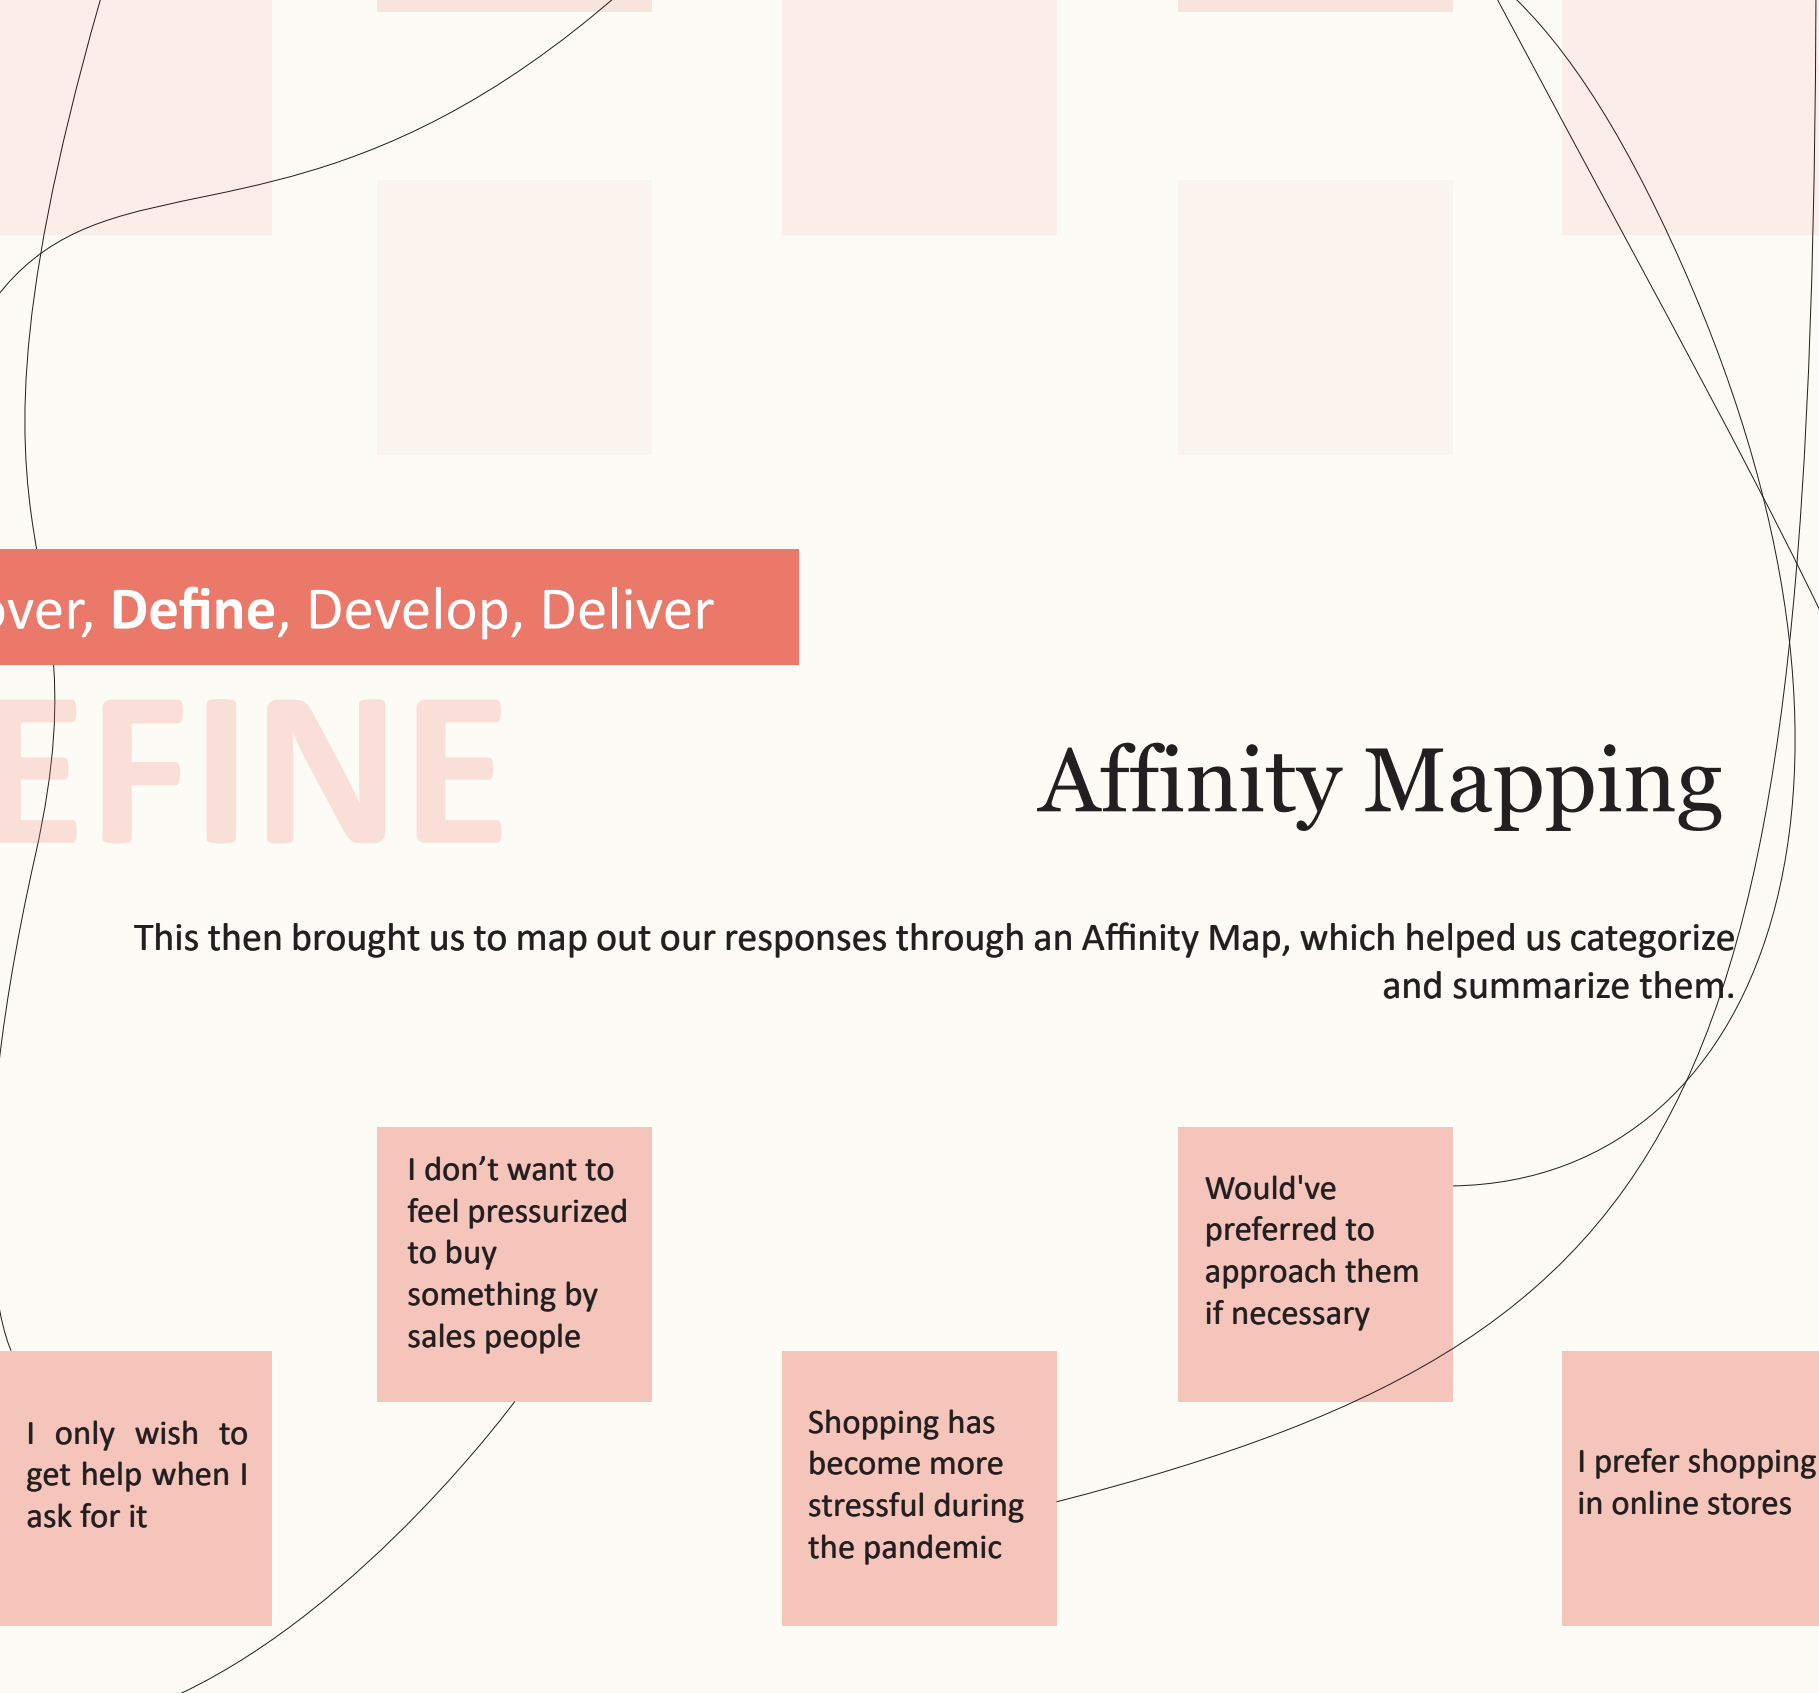 over, Define, Develop, Deliver
EFINE
Affinity Mapping
This then brought us to map out our responses through an Affinity Map, which helped us categorize
and summarize them.
I don’t want to
feel pressurized
to buy
something by
sales people
Would've
preferred to
approach them
if necessary
I only wish to
get help when I
ask for it
Shopping has
become more
stressful during
the pandemic
I prefer shopping
in online stores